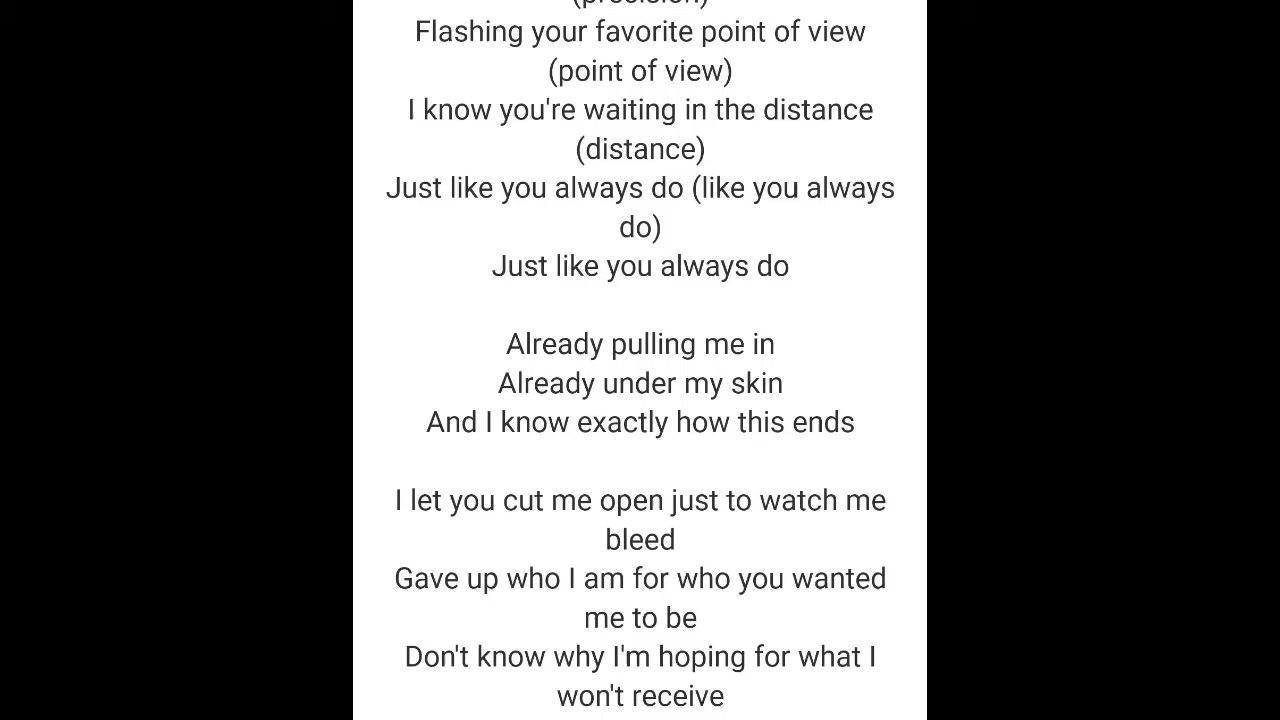 (precision)
Flashing your favorite point of view
(point of view)
I know you're waiting in the distance
(distance)
Just like you always do (like you always
do)
Just like you always do
Already pulling me in
Already under my skin
And I know exactly how this ends
I let you cut me open just to watch me
bleed
Gave up who I am for who you wanted
me to be
Don't know why I'm hoping for what I
won't receive